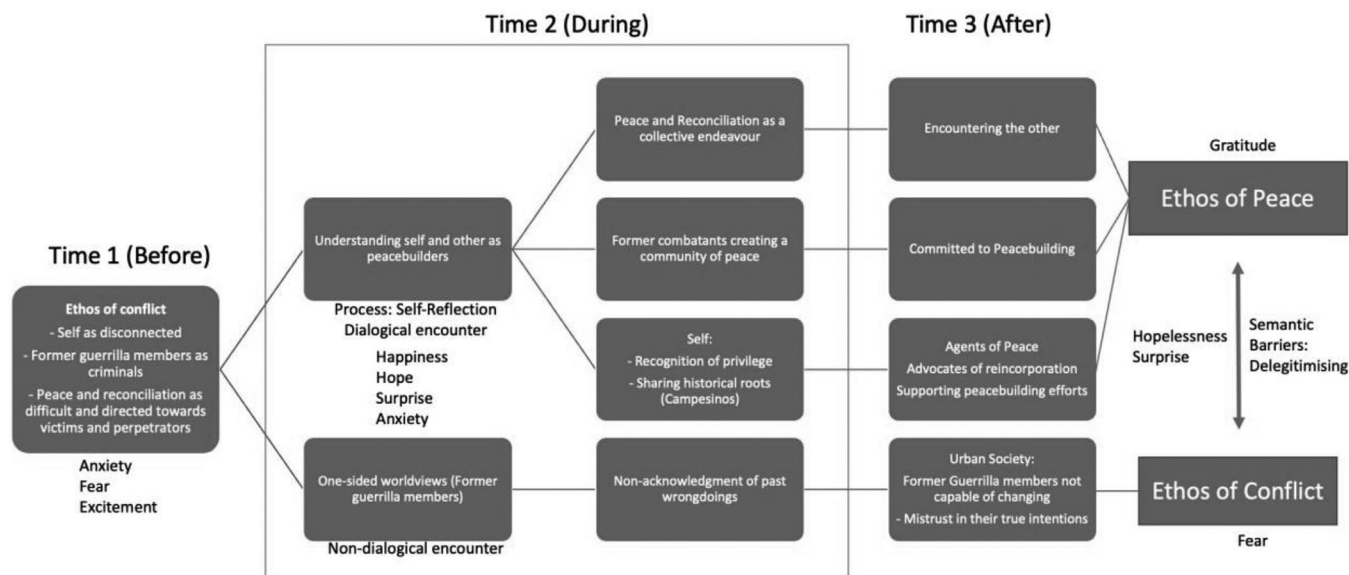 Time 1 (Before)
Ethos of conflict
- Self as disconnected
- Former guerrilla members as
criminals
- Peace and reconciliation as
difficult and directed towards
victims and perpetrators
Anxiety
Fear
Excitement
Time 2 (During)
Understanding self and other as
peacebuilders
Process: Self-Reflection
Dialogical encounter
Happiness
Hope
Surprise
Anxiety
One-sided worldviews (Former
guerrilla members)
Non-dialogical encounter
Peace and Reconciliation as a
collective endeavour
Former combatants creating a
community of peace
Self:
- Recognition of privilege
- Sharing historical roots
(Campesinos)
Non-acknowledgment of past
wrongdoings
Time 3 (After)
Encountering the other
Committed to Peacebuilding
Agents of Peace
Advocates of reincorporation
Supporting peacebuilding efforts
Urban Society:
Former Guerrilla members not
capable of changing
- Mistrust in their true intentions
Gratitude
Ethos of Peace
Hopelessness
Surprise
Semantic
Barriers:
Delegitimising
Ethos of Conflict
Fear